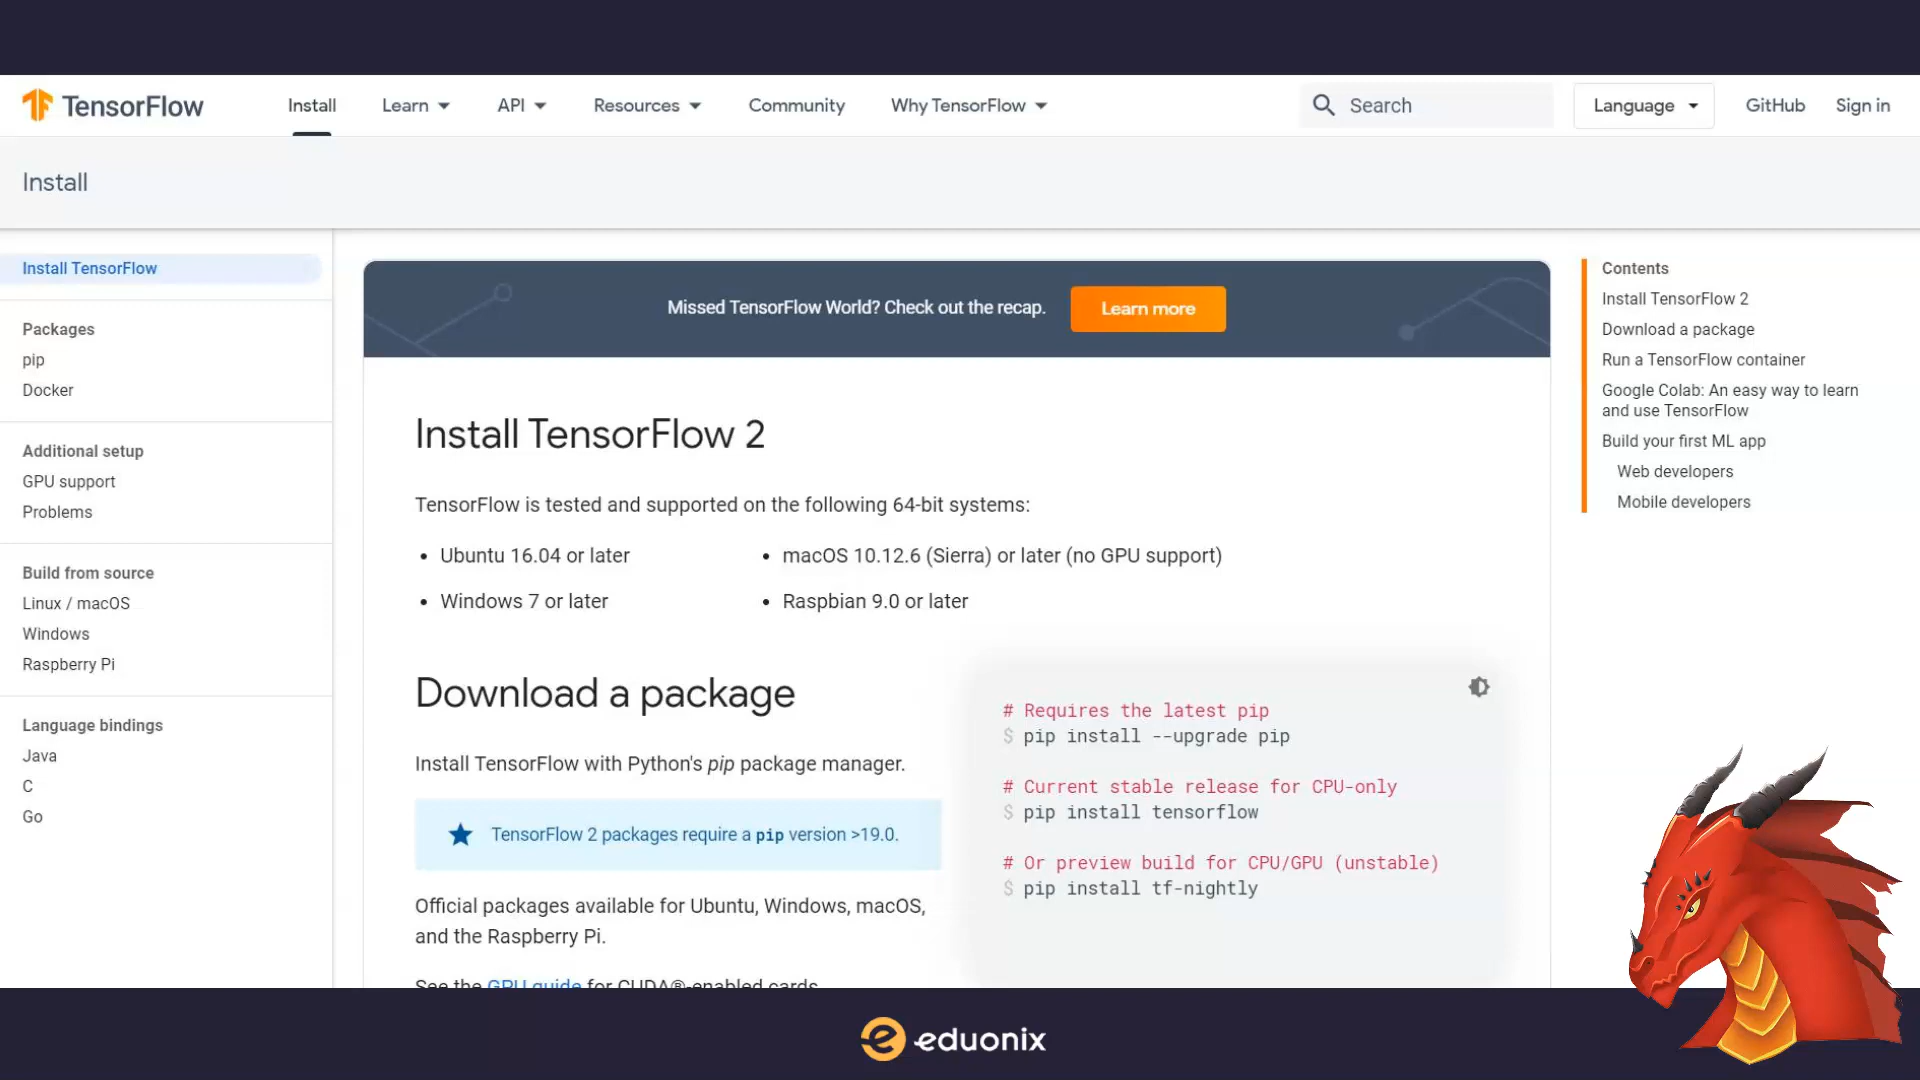 TensorFlow
Install
Learn
API
Resources
Community
Why TensorFlow
Search
Language
GitHub
Sign in
Install
Install TensorFlow
Packages
pip
Docker
Additional setup
GPU support
Problems
Build from source
Linux / macOS
Windows
Raspberry Pi
Language bindings
Java
C
Go
Missed TensorFlow World? Check out the recap.
Learn more
Install TensorFlow 2
TensorFlow is tested and supported on the following 64-bit systems:
• Ubuntu 16.04 or later
• Windows 7 or later
• macOS 10.12.6 (Sierra) or later (no GPU support)
• Raspbian 9.0 or later
Download a package
Install TensorFlow with Python's pip package manager.
TensorFlow 2 packages require a pip version >19.0.
Official packages available for Ubuntu, Windows, macOS,
and the Raspberry Pi.
See the GPU guide for CUDA®-enabled cards
# Requires the latest pip
$ pip install --upgrade pip
# Current stable release for CPU-only
$ pip install tensorflow
# Or preview build for CPU/GPU (unstable)
$ pip install tf-nightly
Contents
Install TensorFlow 2
Download a package
Run a TensorFlow container
Google Colab: An easy way to learn
and use TensorFlow
Build your first ML app
Web developers
Mobile developers
eduonix